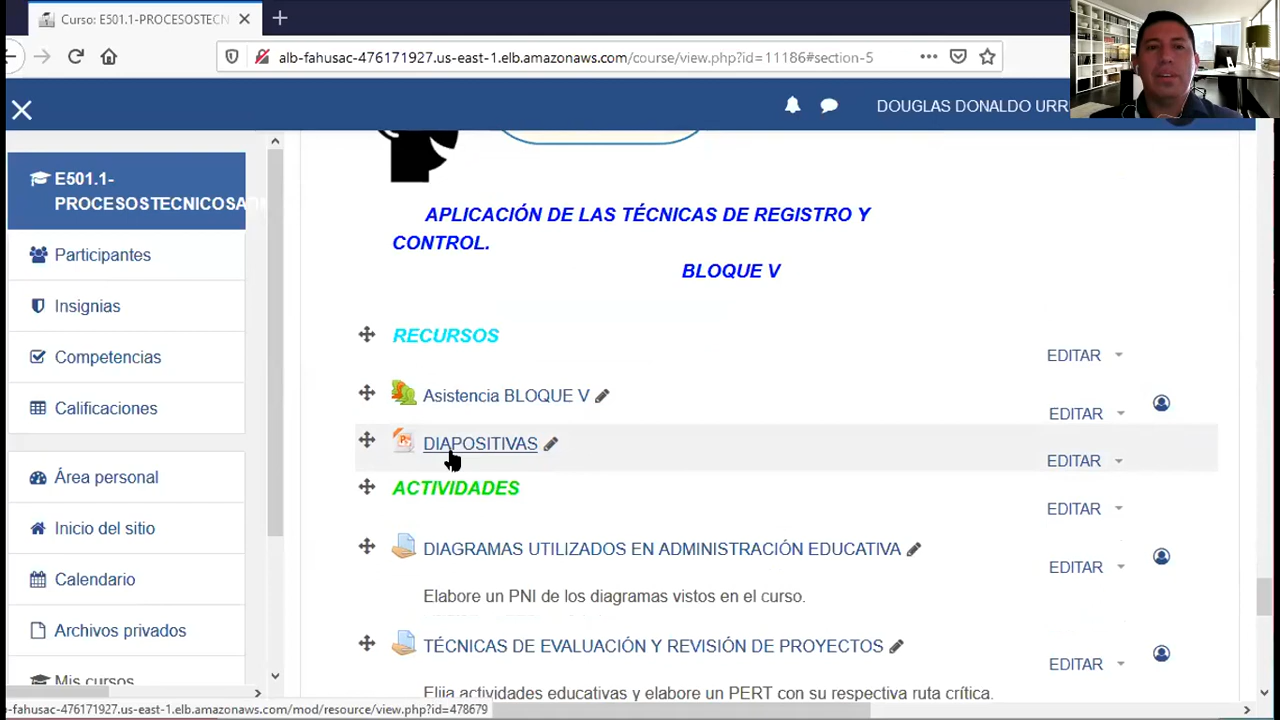 Curso: E501.1-PROCESOSTECN
alb-fahusac-476171927.us-east-1.elb.amazonaws.com/course/view.php?id=11186#section-5
DOUGLAS DONALDO URR
E501.1-
PROCESOSTECNICOSA
Participantes
Insignias
Competencias
Calificaciones
Área personal
Inicio del sitio
Calendario
Archivos privados
Mis cursos
APLICACIÓN DE LAS TÉCNICAS DE REGISTRO Y
CONTROL.
BLOQUE V
RECURSOS
EDITAR
Asistencia BLOQUE V
EDITAR
DIAPOSITIVAS
EDITAR
ACTIVIDADES
EDITAR
DIAGRAMAS UTILIZADOS EN ADMINISTRACIÓN EDUCATIVA
EDITAR
Elabore un PNI de los diagramas vistos en el curso.
TÉCNICAS DE EVALUACIÓN Y REVISIÓN DE PROYECTOS
EDITAR
Elija actividades educativas y elabore un PERT con su respectiva ruta crítica.
b-fahusac-476171927.us-east-1.elb.amazonaws.com/mod/resource/view.php?id=478679